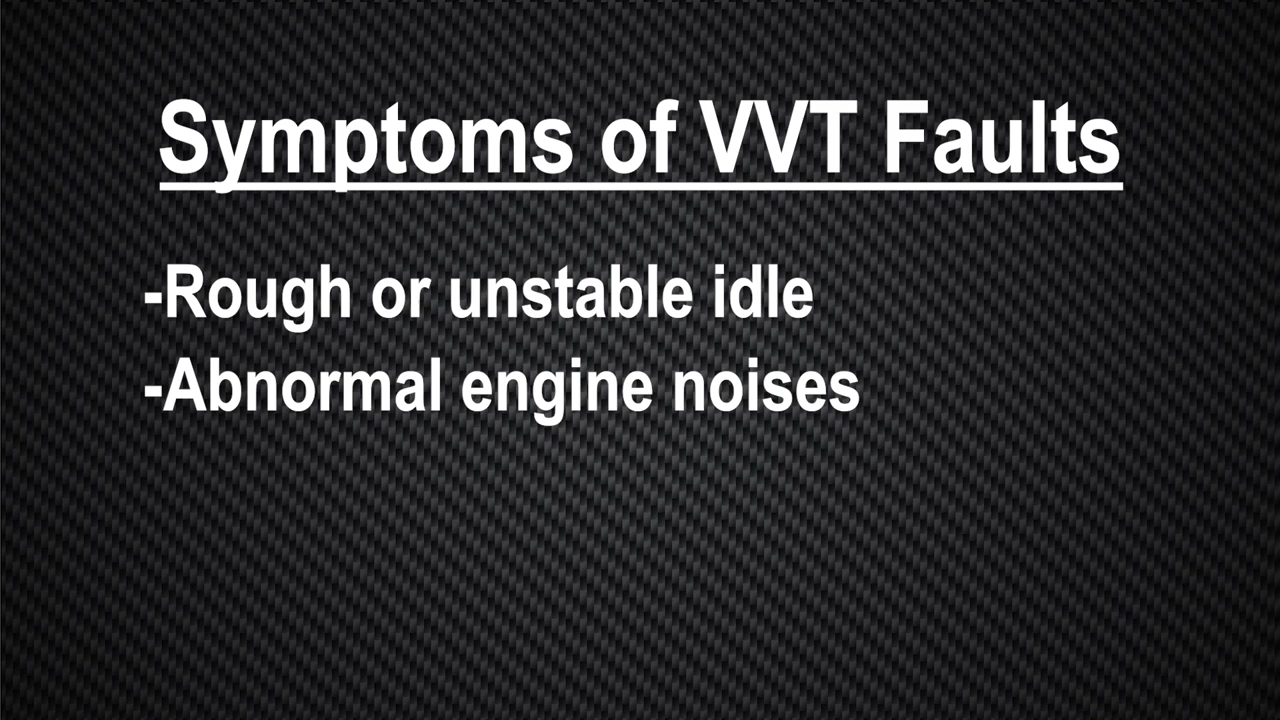 Symptoms of VVT Faults
-Rough or unstable idle
-Abnormal engine noises